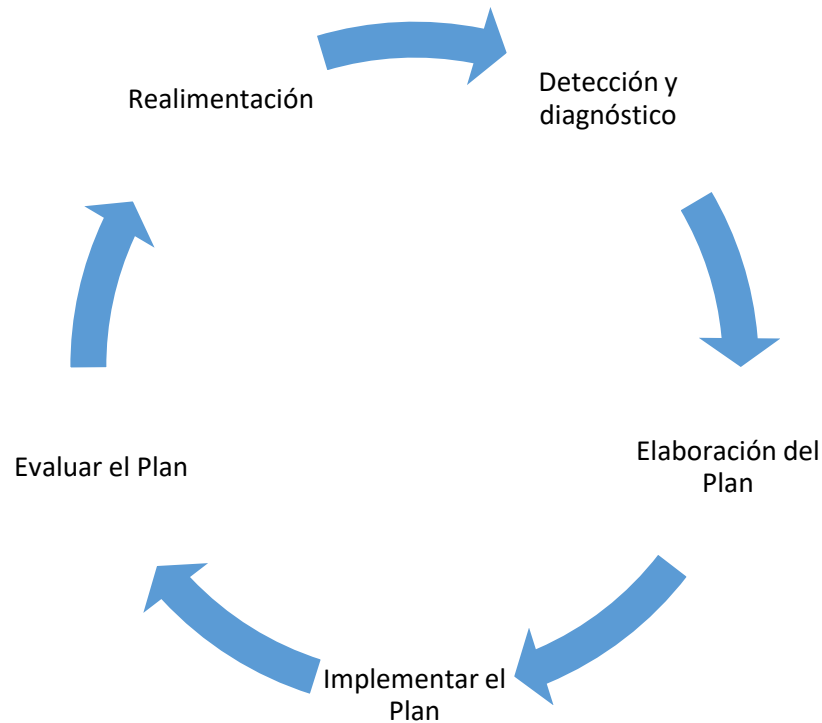 Realimentación
Detección y
diagnóstico
Elaboración del
Plan
Implementar el
Plan
Evaluar el Plan